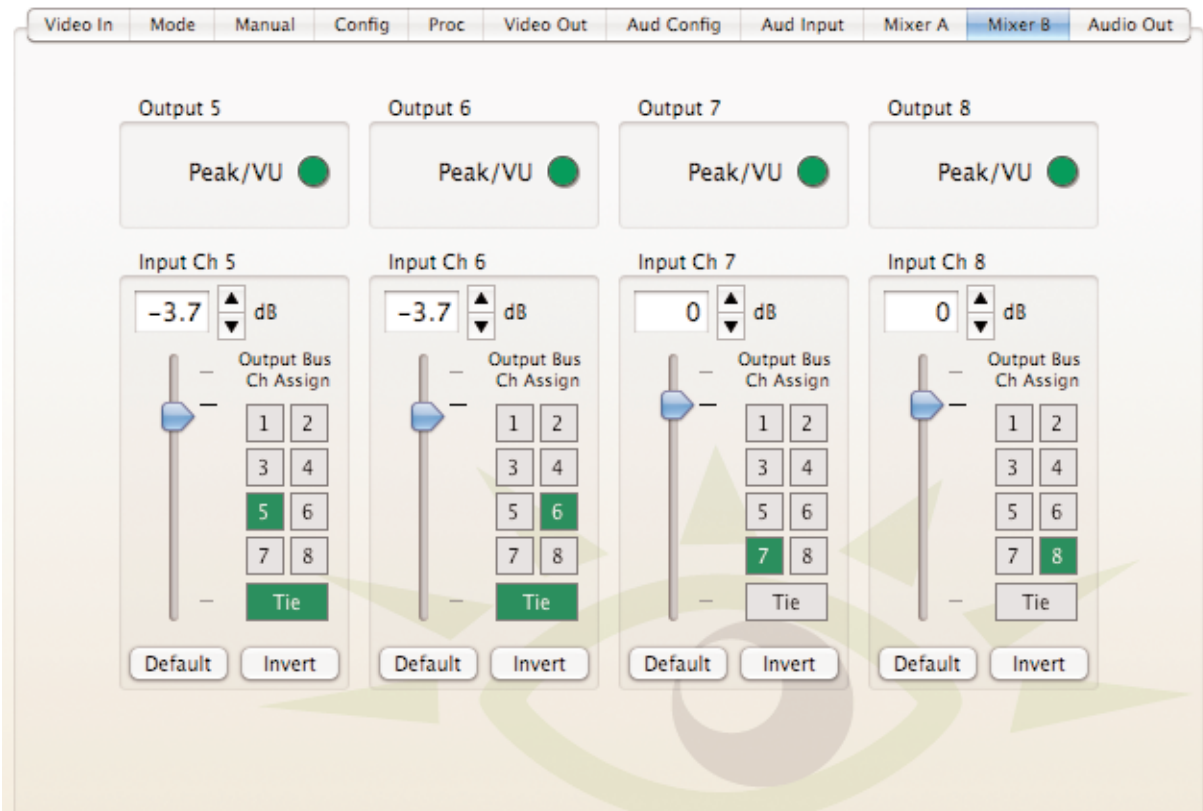 Video In Mode Manual Config Proc Video Out Aud Config Aud Input Mixer A Mixer B Audio Out
Output 5 Output 6 Output 7 Output 8
Peak/VU Peak/VU Peak/VU Peak/VU
Input Ch 5 Input Ch 6 Input Ch 7 Input Ch 8
-3.7 dB -3.7 dB 0 dB 0 dB
Output Bus Output Bus Output Bus Output Bus
Ch Assign Ch Assign Ch Assign Ch Assign
1 2 1 2 1 2 1 2
3 4 3 4 3 4 3 4
5 6 5 6 5 6 5 6
7 8 7 8 7 8 7 8
Tie Tie Tie Tie
Default Invert Default Invert Default Invert Default Invert